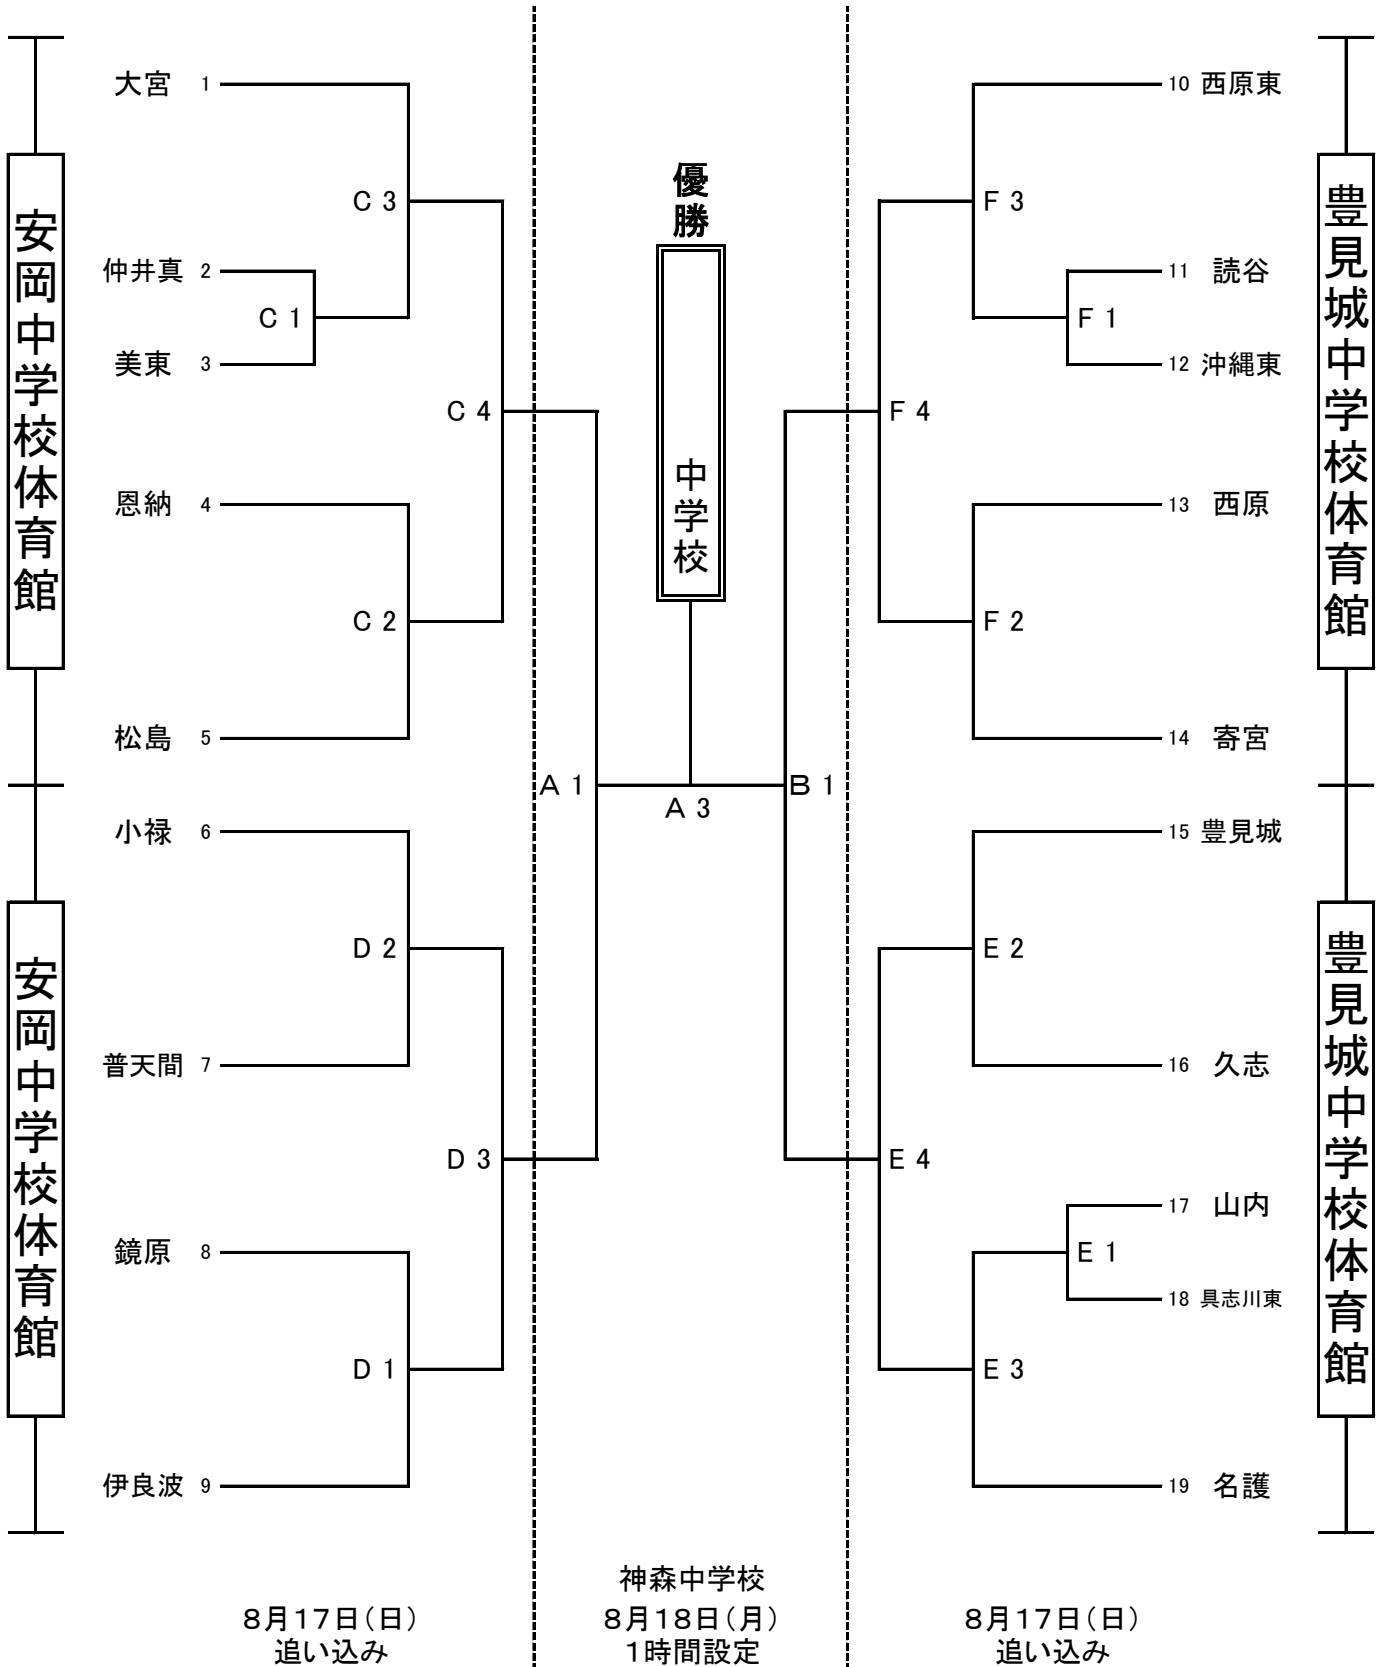 安岡中学校体育館
安岡中学校体育館
大宮 1
仲井真 2
美東 3
恩納 4
松島 5
小禄 6
普天間 7
鏡原 8
伊良波 9
C 3
C 1
C 4
C 2
D 2
D 3
D 1
A 1
優勝
中学校
A 3
B 1
F 3
F 1
F 4
F 2
E 2
E 4
E 1
E 3
10 西原東
11 読谷
12 沖縄東
13 西原
14 寄宮
15 豊見城
16 久志
17 山内
18 具志川東
19 名護
豊見城中学校体育館
豊見城中学校体育館
8月17日(日)
追い込み
神森中学校
8月18日(月)
1時間設定
8月17日(日)
追い込み